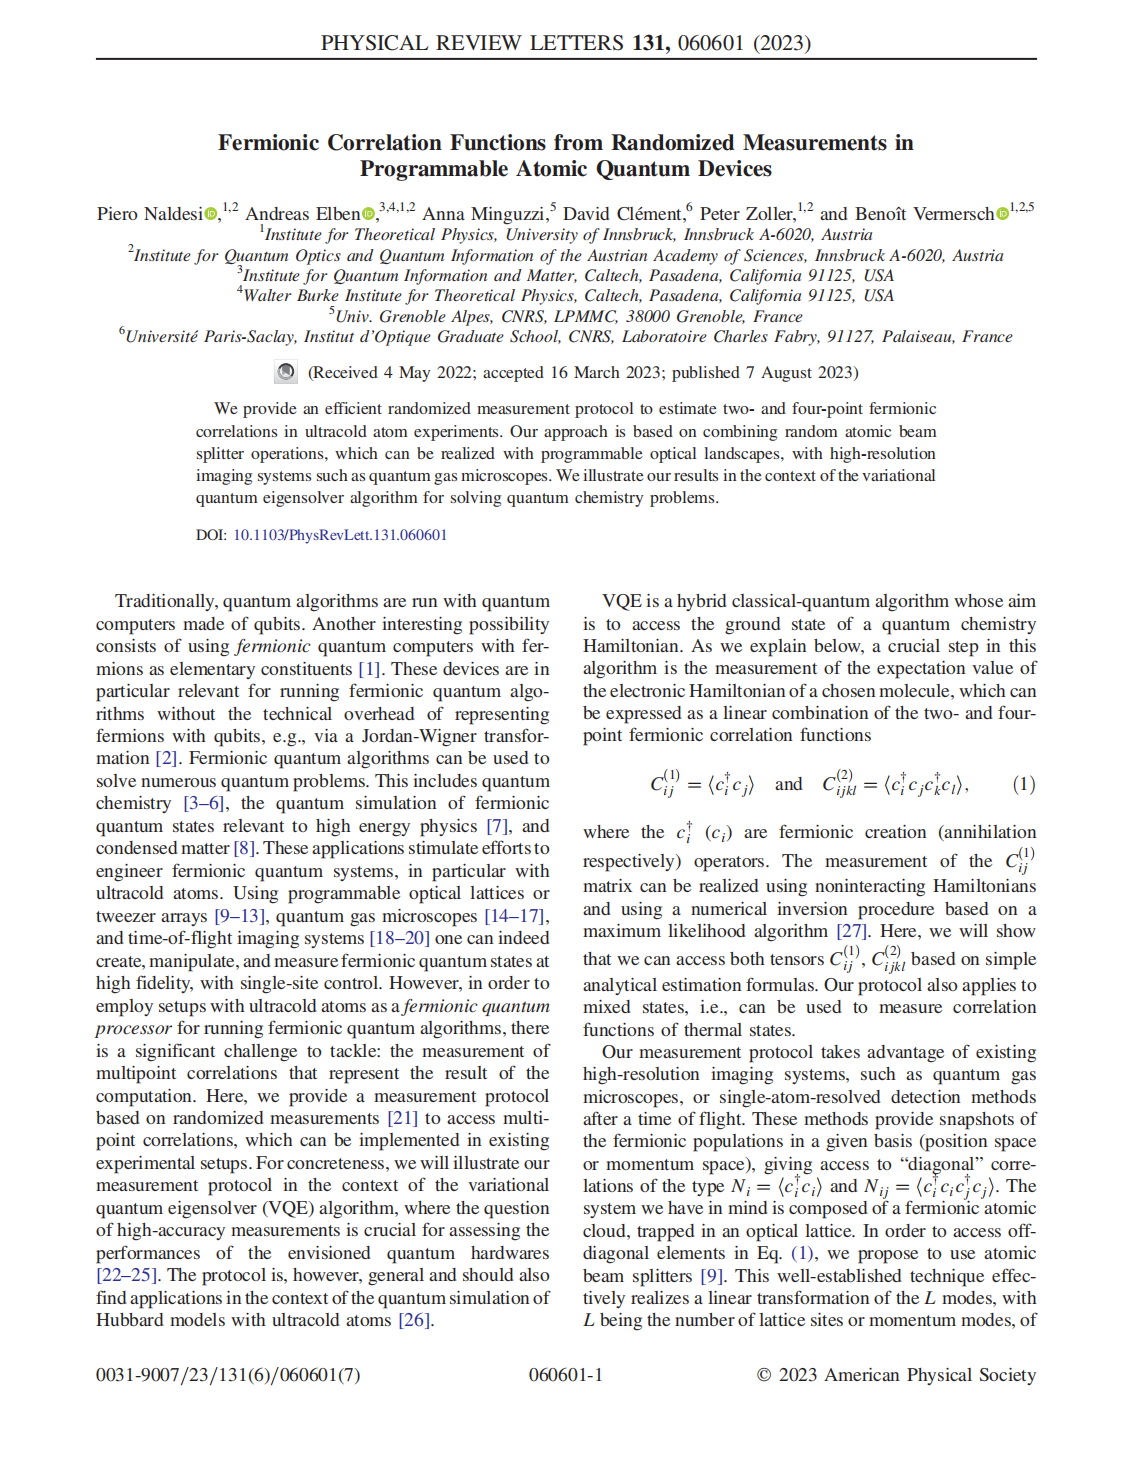 PHYSICAL REVIEW LETTERS 131, 060601 (2023)
Fermionic Correlation Functions from Randomized Measurements in
Programmable Atomic Quantum Devices
Piero Naldesi,1,2 Andreas Elben,3,4,1,2 Anna Minguzzi,5 David Clément,6 Peter Zoller,1,2 and Benoît Vermersch1,2,5
1Institute for Theoretical Physics, University of Innsbruck, Innsbruck A-6020, Austria
2Institute for Quantum Optics and Quantum Information of the Austrian Academy of Sciences, Innsbruck A-6020, Austria
3Institute for Quantum Information and Matter, Caltech, Pasadena, California 91125, USA
4Walter Burke Institute for Theoretical Physics, Caltech, Pasadena, California 91125, USA
5Univ. Grenoble Alpes, CNRS, LPMMC, 38000 Grenoble, France
6Université Paris-Saclay, Institut d'Optique Graduate School, CNRS, Laboratoire Charles Fabry, 91127, Palaiseau, France
(Received 4 May 2022; accepted 16 March 2023; published 7 August 2023)
We provide an efficient randomized measurement protocol to estimate two- and four-point fermionic
correlations in ultracold atom experiments. Our approach is based on combining random atomic beam
splitter operations, which can be realized with programmable optical landscapes, with high-resolution
imaging systems such as quantum gas microscopes. We illustrate our results in the context of the variational
quantum eigensolver algorithm for solving quantum chemistry problems.
DOI: 10.1103/PhysRevLett.131.060601
Traditionally, quantum algorithms are run with quantum
computers made of qubits. Another interesting possibility
consists of using fermionic quantum computers with fer-
mions as elementary constituents [1]. These devices are in
particular relevant for running fermionic quantum algo-
rithms without the technical overhead of representing
fermions with qubits, e.g., via a Jordan-Wigner transfor-
mation [2]. Fermionic quantum algorithms can be used to
solve numerous quantum problems. This includes quantum
chemistry [3–6], the quantum simulation of fermionic
quantum states relevant to high energy physics [7], and
condensed matter [8]. These applications stimulate efforts to
engineer fermionic quantum systems, in particular with
ultracold atoms. Using programmable optical lattices or
tweezer arrays [9–13], quantum gas microscopes [14–17],
and time-of-flight imaging systems [18–20] one can indeed
create, manipulate, and measure fermionic quantum states at
high fidelity, with single-site control. However, in order to
employ setups with ultracold atoms as a fermionic quantum
processor for running fermionic quantum algorithms, there
is a significant challenge to tackle: the measurement of
multipoint correlations that represent the result of the
computation. Here, we provide a measurement protocol
based on randomized measurements [21] to access multi-
point correlations, which can be implemented in existing
experimental setups. For concreteness, we will illustrate our
measurement protocol in the context of the variational
quantum eigensolver (VQE) algorithm, where the question
of high-accuracy measurements is crucial for assessing the
performances of the envisioned quantum hardwares
[22–25]. The protocol is, however, general and should also
find applications in the context of the quantum simulation of
Hubbard models with ultracold atoms [26].
VQE is a hybrid classical-quantum algorithm whose aim
is to access the ground state of a quantum chemistry
Hamiltonian. As we explain below, a crucial step in this
algorithm is the measurement of the expectation value of
the electronic Hamiltonian of a chosen molecule, which can
be expressed as a linear combination of the two- and four-
point fermionic correlation functions
C_{ij}^{(1)} = ⟨c_i^† c_j⟩ and C_{ijkl}^{(2)} = ⟨c_i^† c_j c_k^† c_l⟩, (1)
where the c_i^† (c_i) are fermionic creation (annihilation
respectively) operators. The measurement of the C_{ij}^{(1)}
matrix can be realized using noninteracting Hamiltonians
and using a numerical inversion procedure based on a
maximum likelihood algorithm [27]. Here, we will show
that we can access both tensors C_{ij}^{(1)}, C_{ijkl}^{(2)} based on simple
analytical estimation formulas. Our protocol also applies to
mixed states, i.e., can be used to measure correlation
functions of thermal states.
Our measurement protocol takes advantage of existing
high-resolution imaging systems, such as quantum gas
microscopes, or single-atom-resolved detection methods
after a time of flight. These methods provide snapshots of
the fermionic populations in a given basis (position space
or momentum space), giving access to “diagonal” corre-
lations of the type N_i = ⟨c_i^† c_i⟩ and N_{ij} = ⟨c_i^† c_i c_j^† c_j⟩. The
system we have in mind is composed of a fermionic atomic
cloud, trapped in an optical lattice. In order to access off-
diagonal elements in Eq. (1), we propose to use atomic
beam splitters [9]. This well-established technique effec-
tively realizes a linear transformation of the L modes, with
L being the number of lattice sites or momentum modes, of
0031-9007/23/131(6)/060601(7)
060601-1
© 2023 American Physical Society